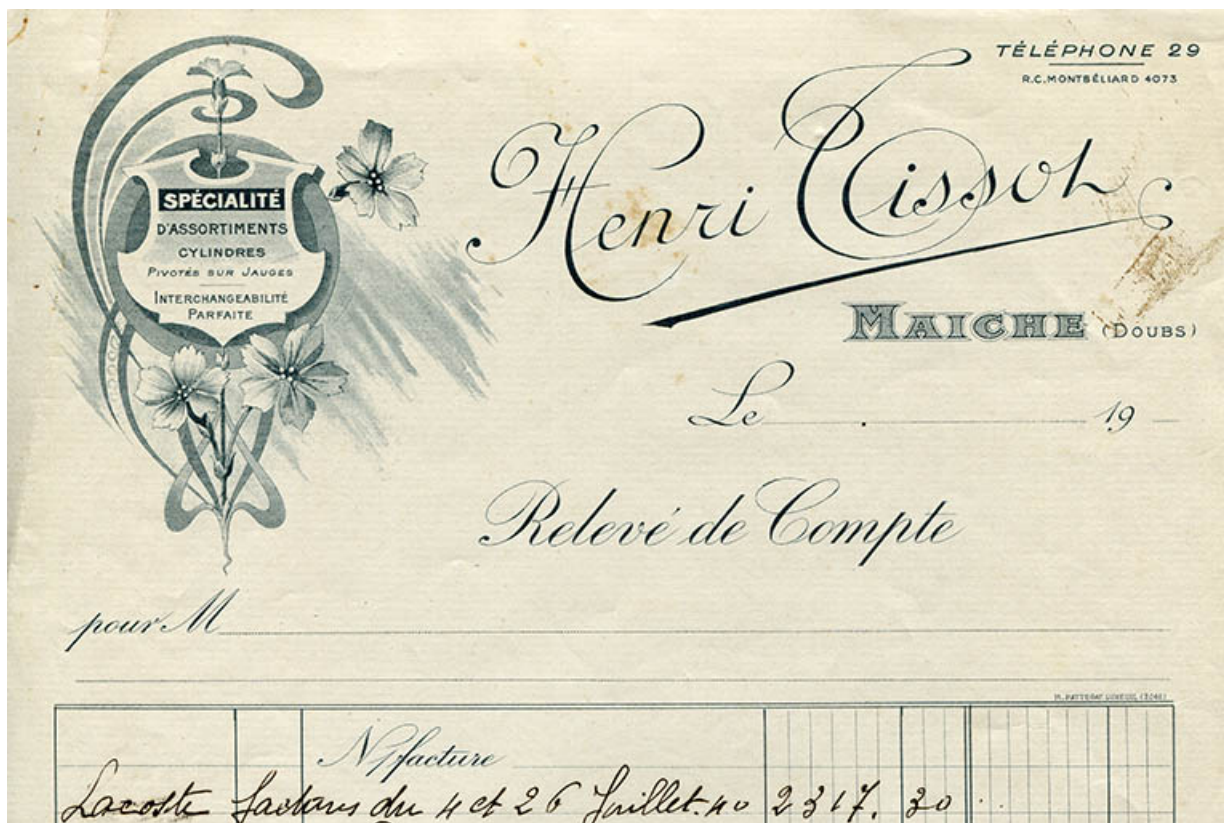 TÉLÉPHONE 29
R.C. MONTBÉLIARD 4073
Henri Tissot
SPÉCIALITÉ
D'ASSORTIMENTS
CYLINDRES
PIVOTÉS SUR JAUGES
INTERCHANGEABILITÉ
PARFAITE
MAICHE (DOUBS)
Le 19
Relevé de Compte
pour M
N/facture
Lacoste factures du 4 et 26 Juillet 40 2317. 30